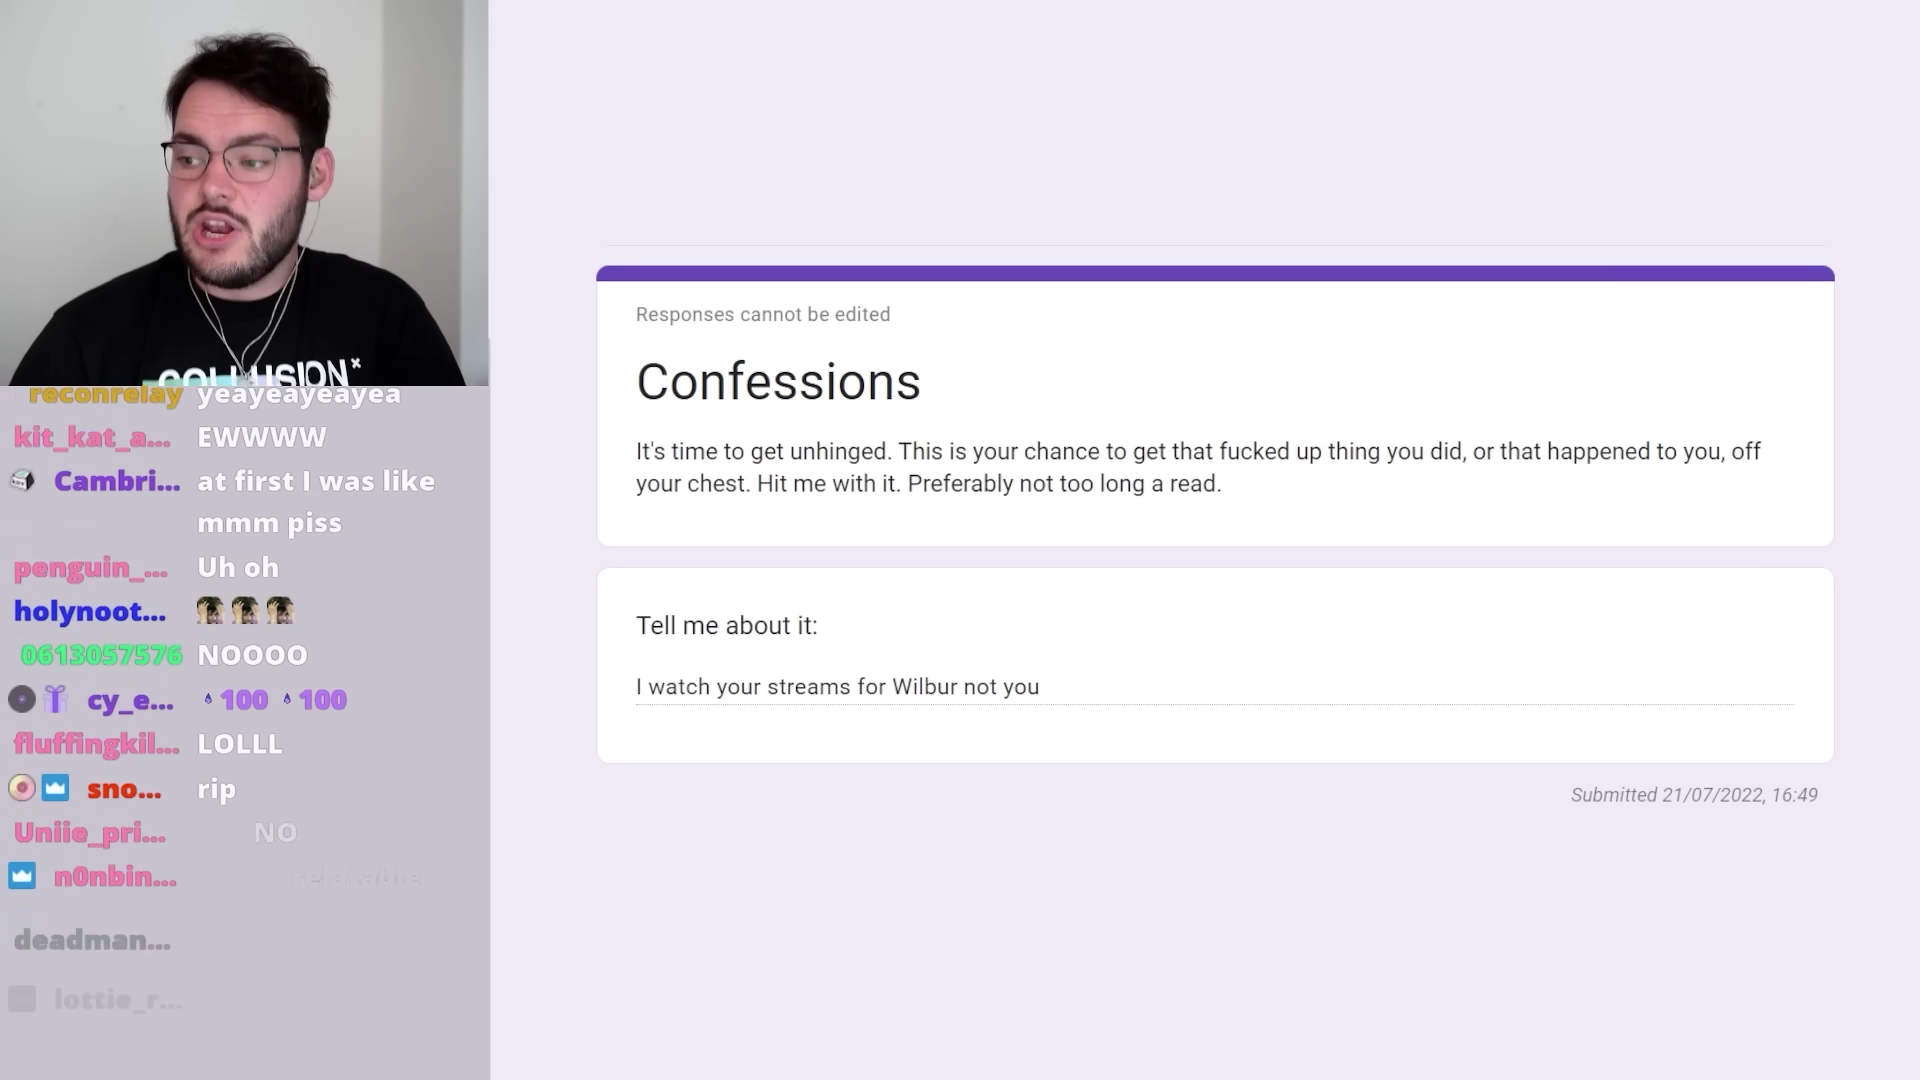 COLLUSION×
reconrelay yeayeayeayea
kit_kat_a... EWWWW
Cambri... at first I was like
mmm piss
penguin_... Uh oh
holynoot...
0613057576 NOOOO
cy_e... 100 100
fluffingkil... LOLLL
sno... rip
Uniie_pri... NO
n0nbin... relatable
deadman...
lottie_r...
Responses cannot be edited
Confessions
It's time to get unhinged. This is your chance to get that fucked up thing you did, or that happened to you, off
your chest. Hit me with it. Preferably not too long a read.
Tell me about it:
I watch your streams for Wilbur not you
Submitted 21/07/2022, 16:49